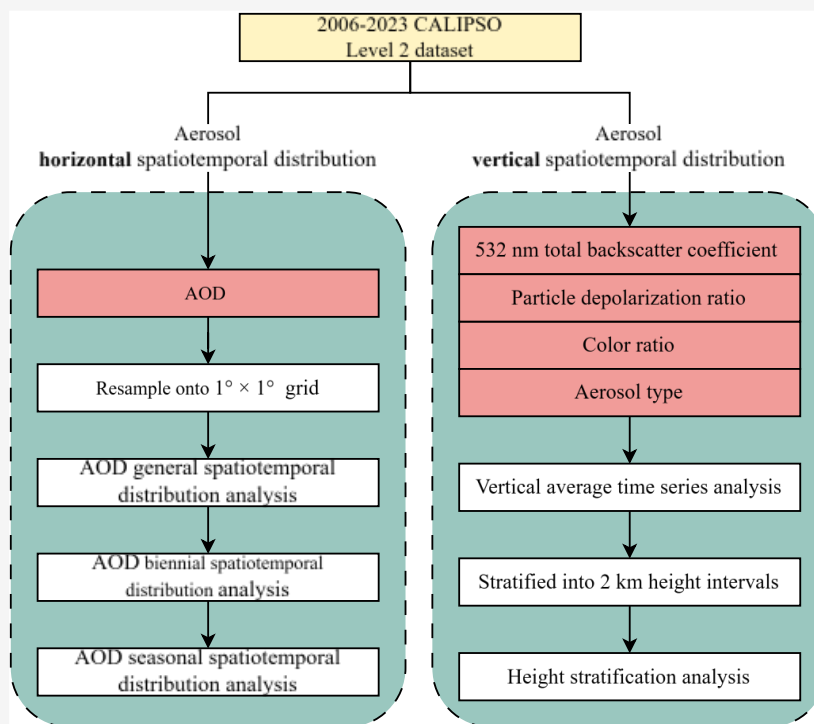 2006-2023 CALIPSO
Level 2 dataset
Aerosol
horizontal spatiotemporal distribution
AOD
Resample onto 1° × 1° grid
AOD general spatiotemporal
distribution analysis
AOD biennial spatiotemporal
distribution analysis
AOD seasonal spatiotemporal
distribution analysis
Aerosol
vertical spatiotemporal distribution
532 nm total backscatter coefficient
Particle depolarization ratio
Color ratio
Aerosol type
Vertical average time series analysis
Stratified into 2 km height intervals
Height stratification analysis